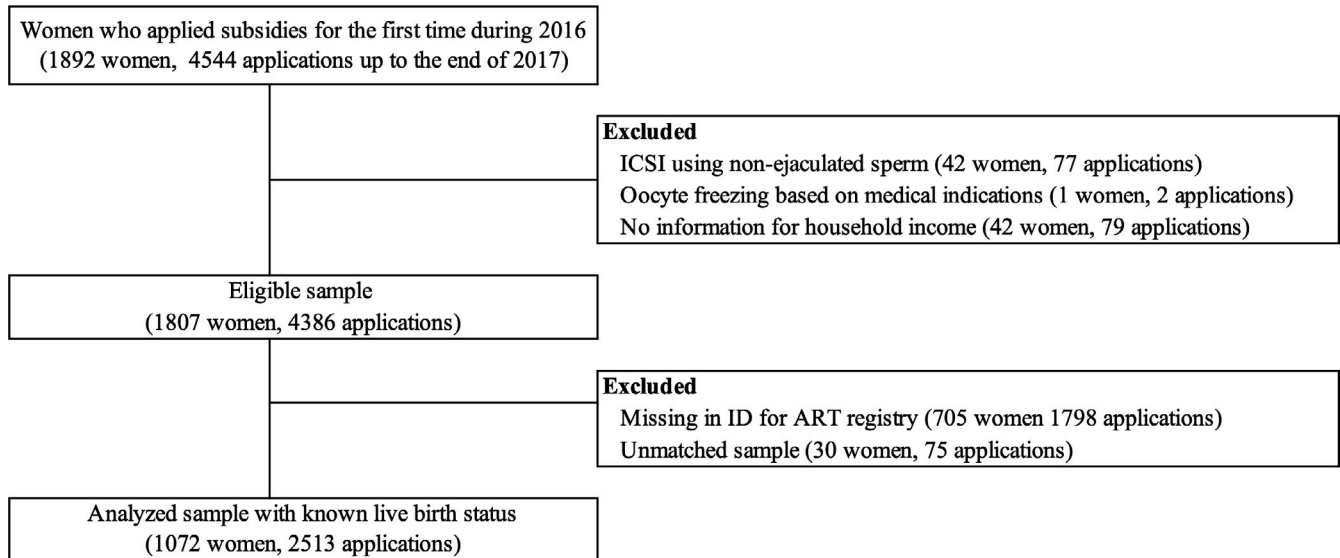 Women who applied subsidies for the first time during 2016
(1892 women, 4544 applications up to the end of 2017)
Excluded
ICSI using non-ejaculated sperm (42 women, 77 applications)
Oocyte freezing based on medical indications (1 women, 2 applications)
No information for household income (42 women, 79 applications)
Eligible sample
(1807 women, 4386 applications)
Excluded
Missing in ID for ART registry (705 women 1798 applications)
Unmatched sample (30 women, 75 applications)
Analyzed sample with known live birth status
(1072 women, 2513 applications)